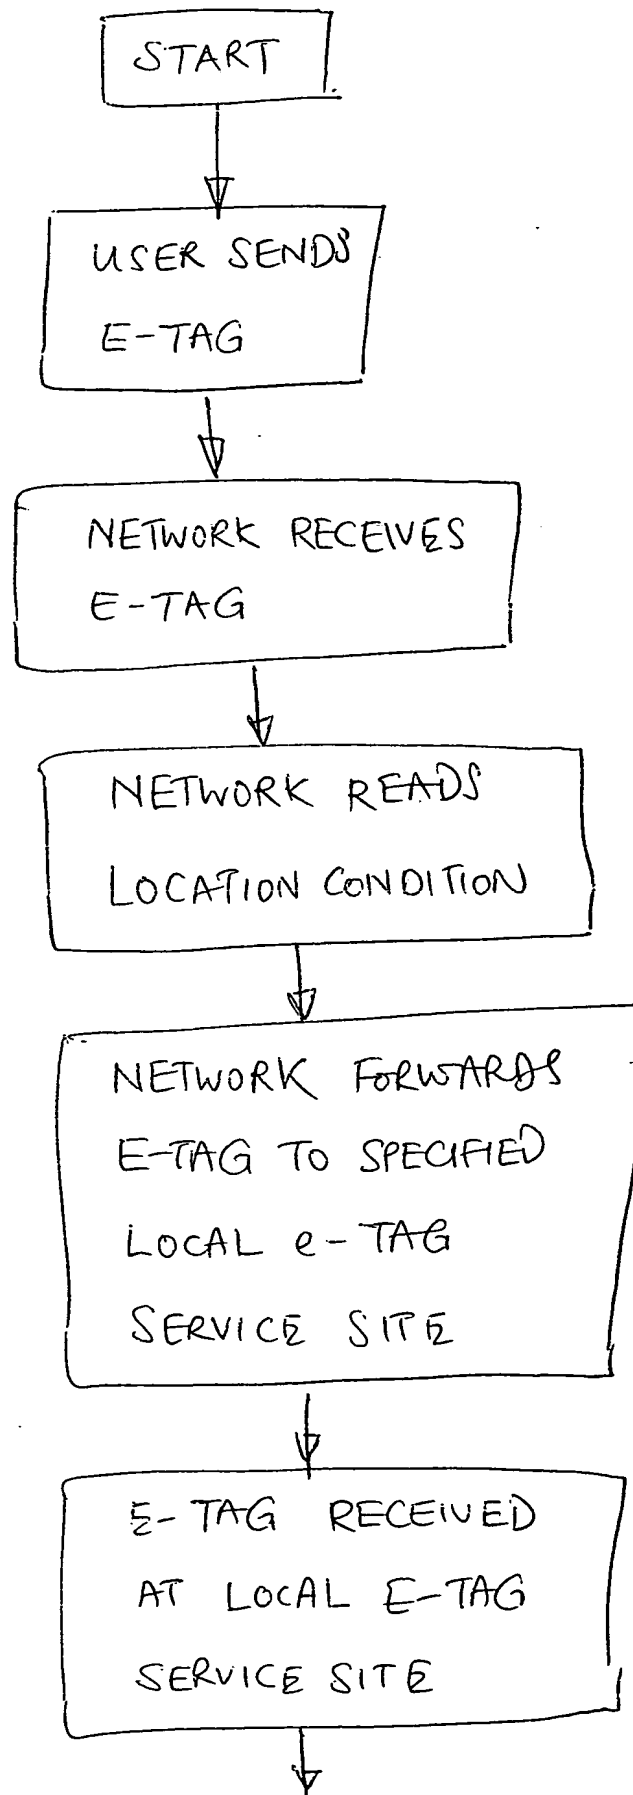 START
USER SENDS
E-TAG
NETWORK RECEIVES
E-TAG
NETWORK READS
LOCATION CONDITION
NETWORK FORWARDS
E-TAG TO SPECIFIED
LOCAL e-TAG
SERVICE SITE
E-TAG RECEIVED
AT LOCAL E-TAG
SERVICE SITE